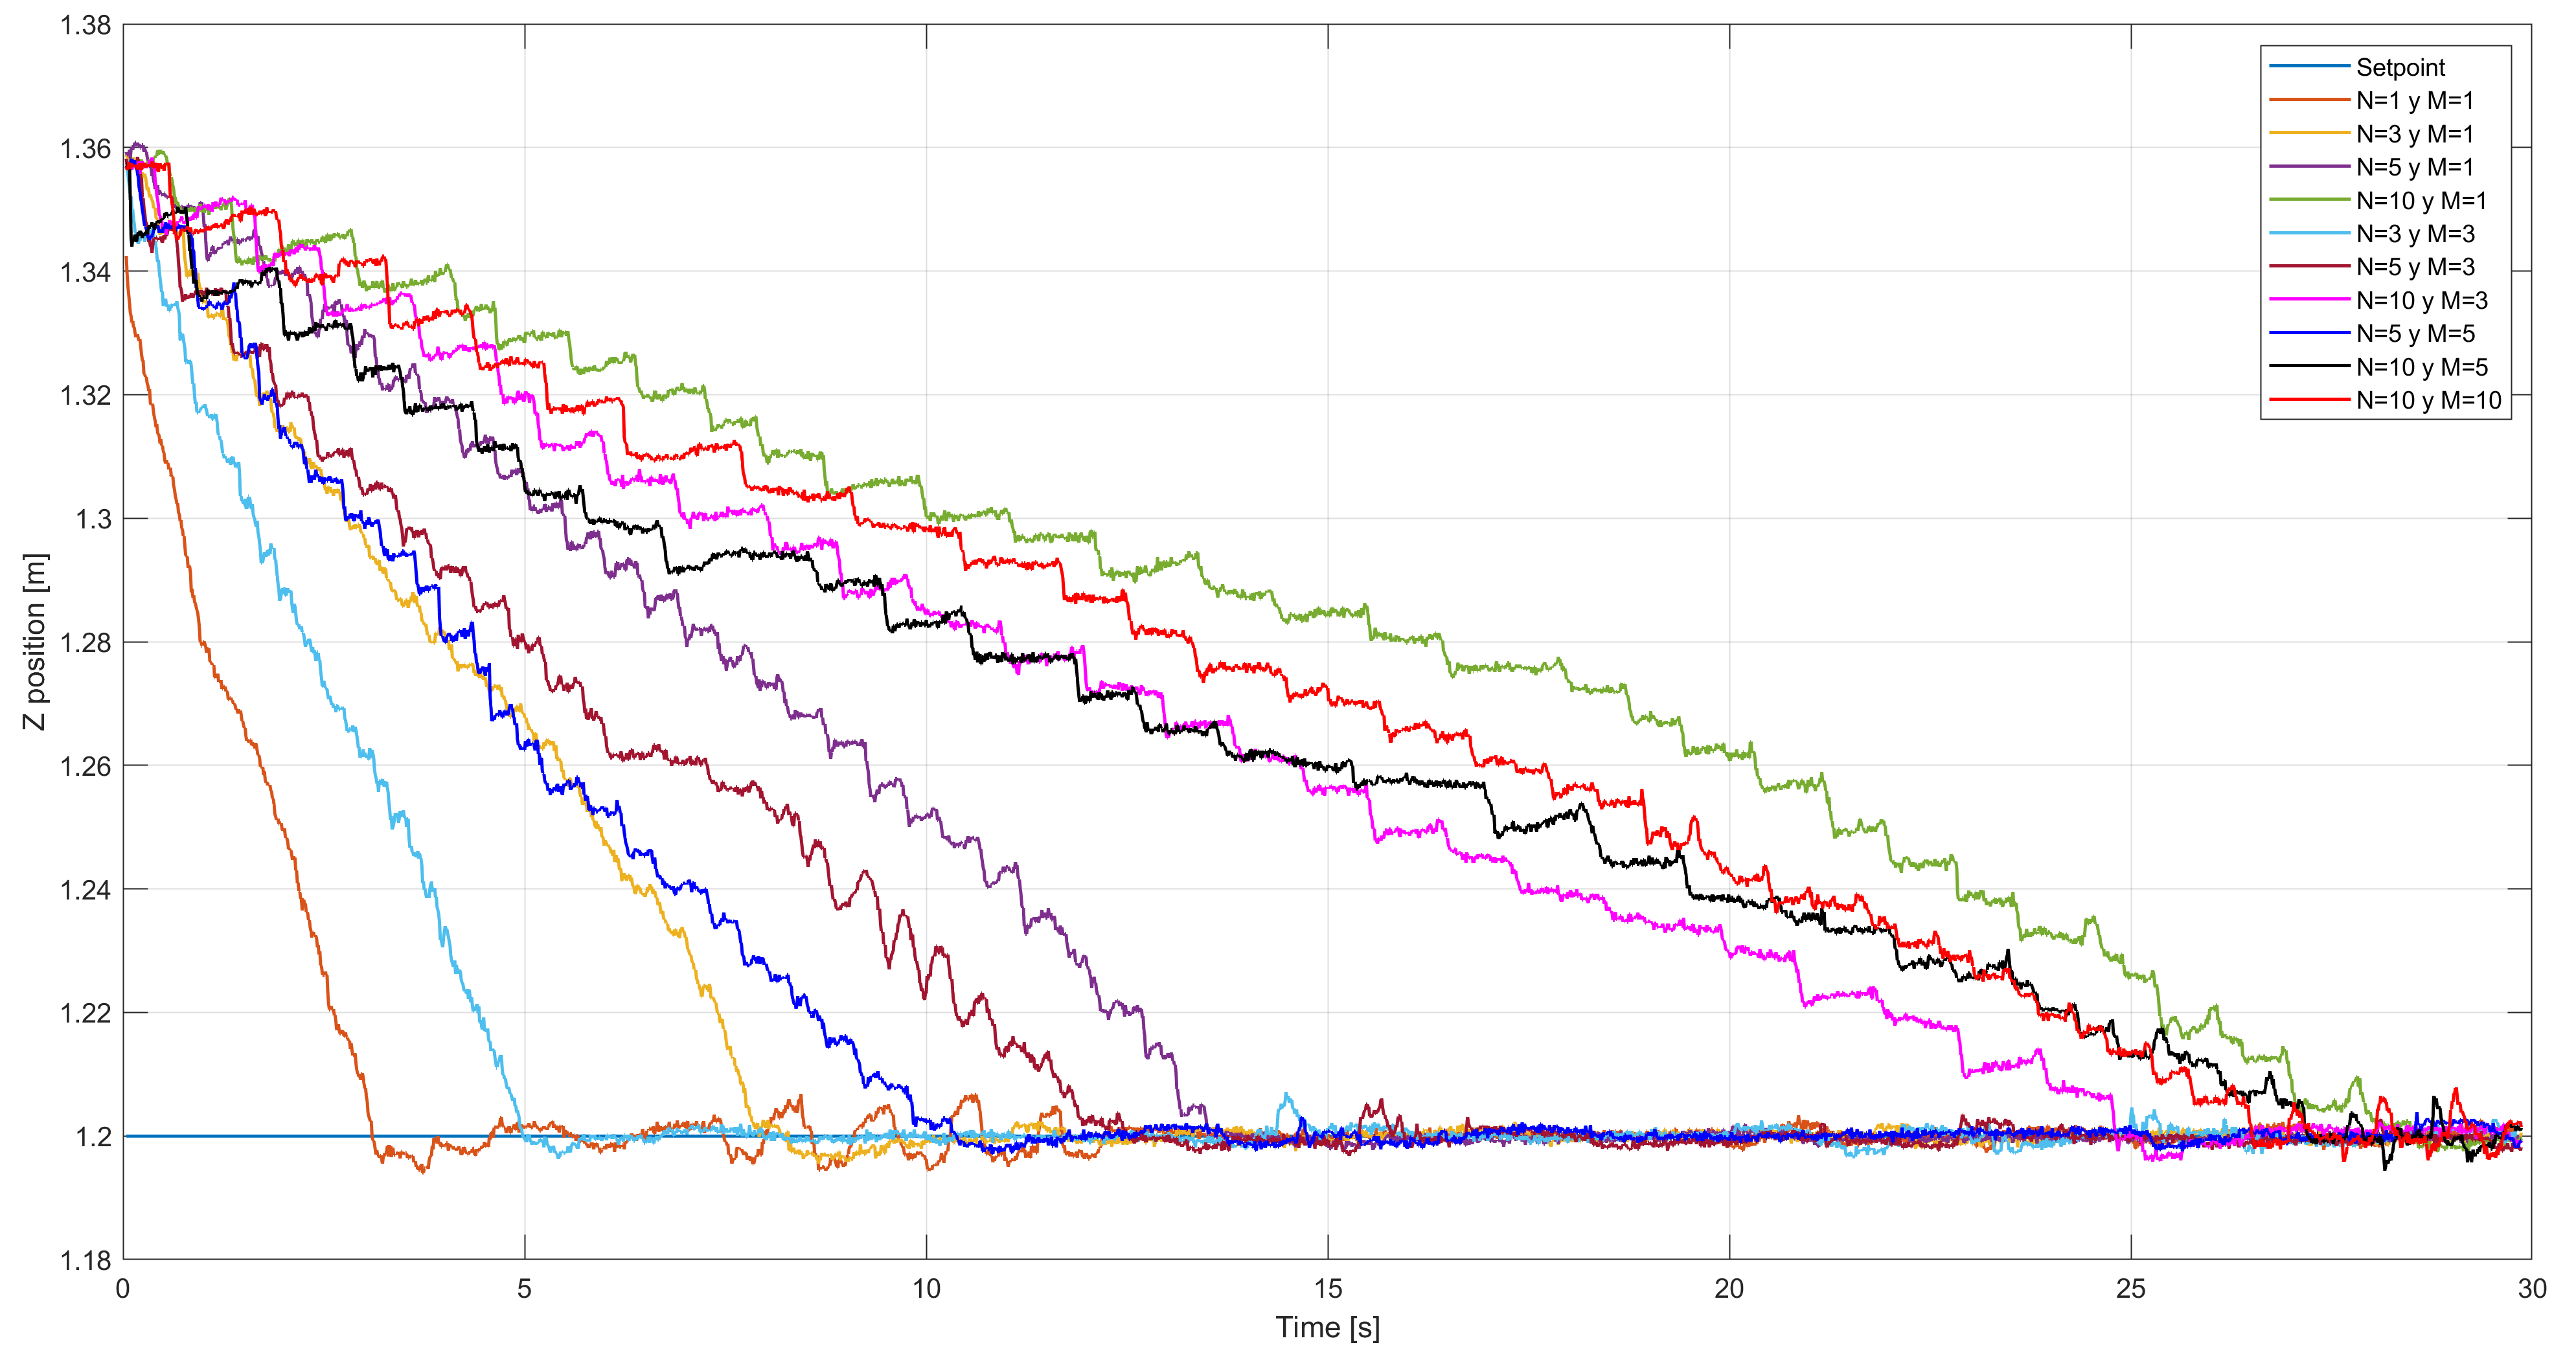 1.38
1.36
1.34
1.32
1.3
1.28
1.26
1.24
1.22
1.2
1.18
Z position [m]
0
5
10
15
20
25
30
Time [s]
Setpoint
N=1 y M=1
N=3 y M=1
N=5 y M=1
N=10 y M=1
N=3 y M=3
N=5 y M=3
N=10 y M=3
N=5 y M=5
N=10 y M=5
N=10 y M=10